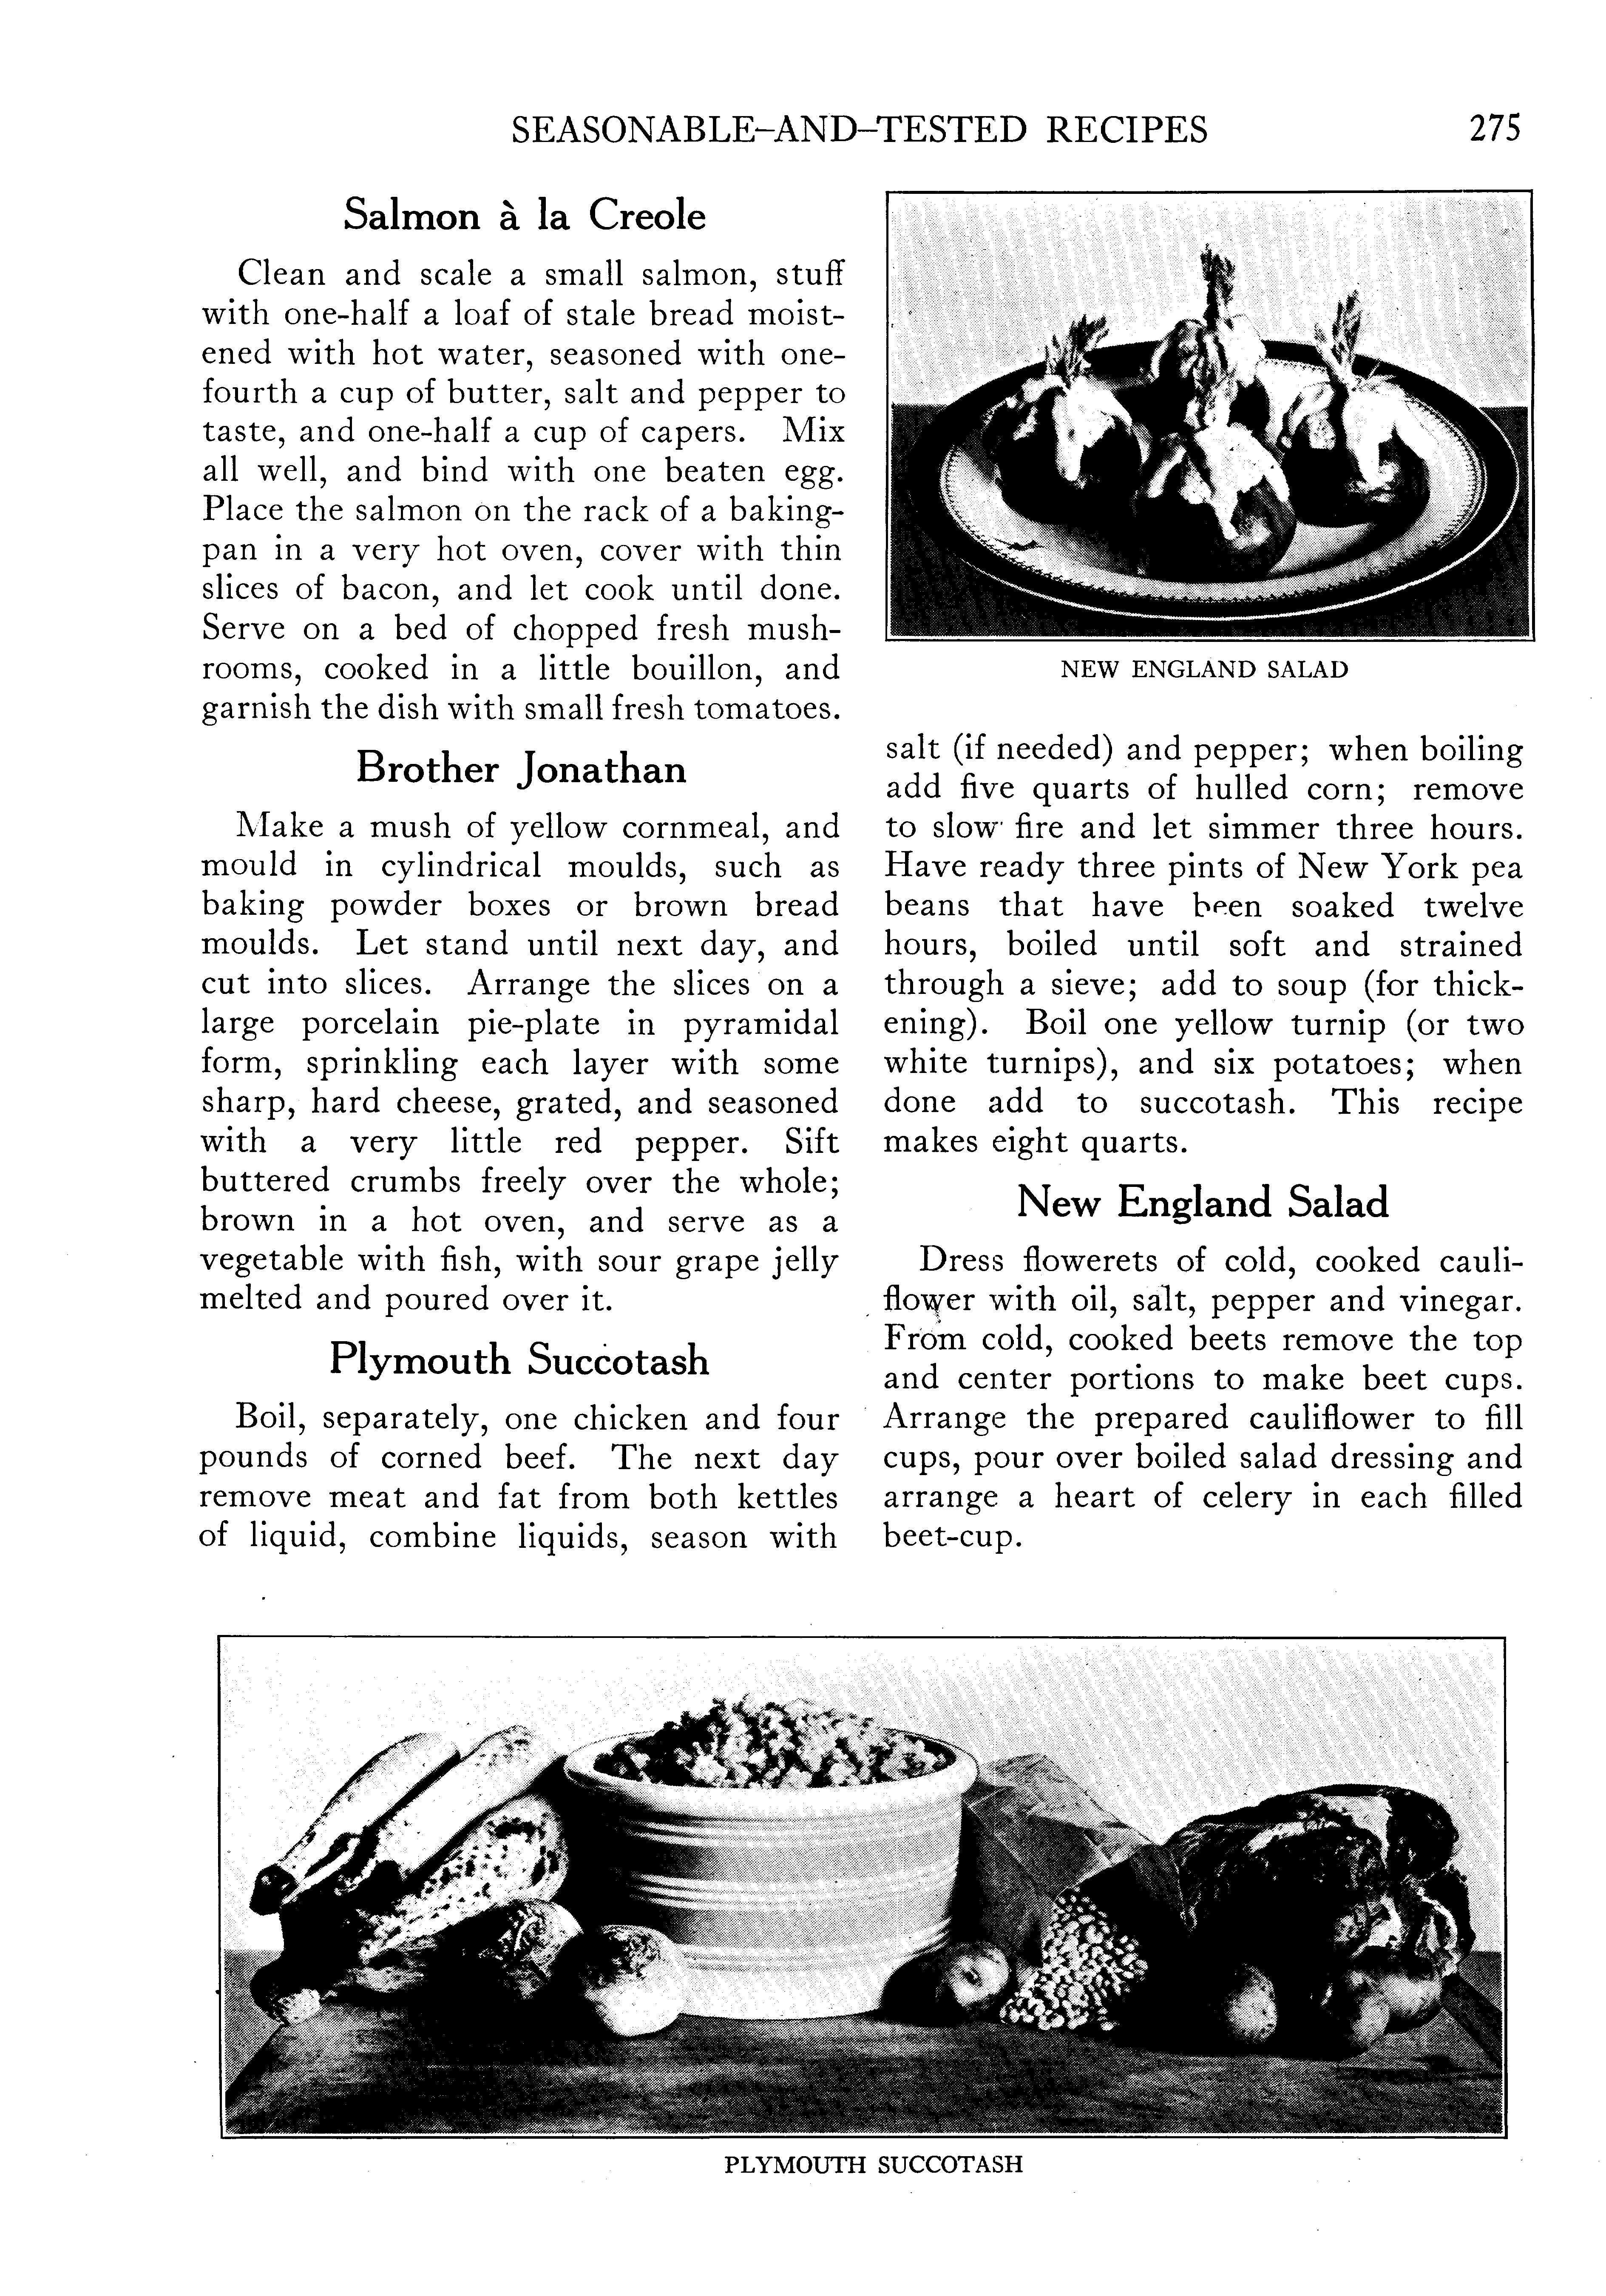 SEASONABLE–AND–TESTED RECIPES 275
Salmon à la Creole
Clean and scale a small salmon, stuff
with one-half a loaf of stale bread moist-
ened with hot water, seasoned with one-
fourth a cup of butter, salt and pepper to
taste, and one-half a cup of capers. Mix
all well, and bind with one beaten egg.
Place the salmon on the rack of a baking-
pan in a very hot oven, cover with thin
slices of bacon, and let cook until done.
Serve on a bed of chopped fresh mush-
rooms, cooked in a little bouillon, and
garnish the dish with small fresh tomatoes.
Brother Jonathan
Make a mush of yellow cornmeal, and
mould in cylindrical moulds, such as
baking powder boxes or brown bread
moulds. Let stand until next day, and
cut into slices. Arrange the slices on a
large porcelain pie-plate in pyramidal
form, sprinkling each layer with some
sharp, hard cheese, grated, and seasoned
with a very little red pepper. Sift
buttered crumbs freely over the whole;
brown in a hot oven, and serve as a
vegetable with fish, with sour grape jelly
melted and poured over it.
Plymouth Succotash
Boil, separately, one chicken and four
pounds of corned beef. The next day
remove meat and fat from both kettles
of liquid, combine liquids, season with
NEW ENGLAND SALAD
salt (if needed) and pepper; when boiling
add five quarts of hulled corn; remove
to slow fire and let simmer three hours.
Have ready three pints of New York pea
beans that have been soaked twelve
hours, boiled until soft and strained
through a sieve; add to soup (for thick-
ening). Boil one yellow turnip (or two
white turnips), and six potatoes; when
done add to succotash. This recipe
makes eight quarts.
New England Salad
Dress flowerets of cold, cooked cauli-
flower with oil, salt, pepper and vinegar.
From cold, cooked beets remove the top
and center portions to make beet cups.
Arrange the prepared cauliflower to fill
cups, pour over boiled salad dressing and
arrange a heart of celery in each filled
beet-cup.
PLYMOUTH SUCCOTASH